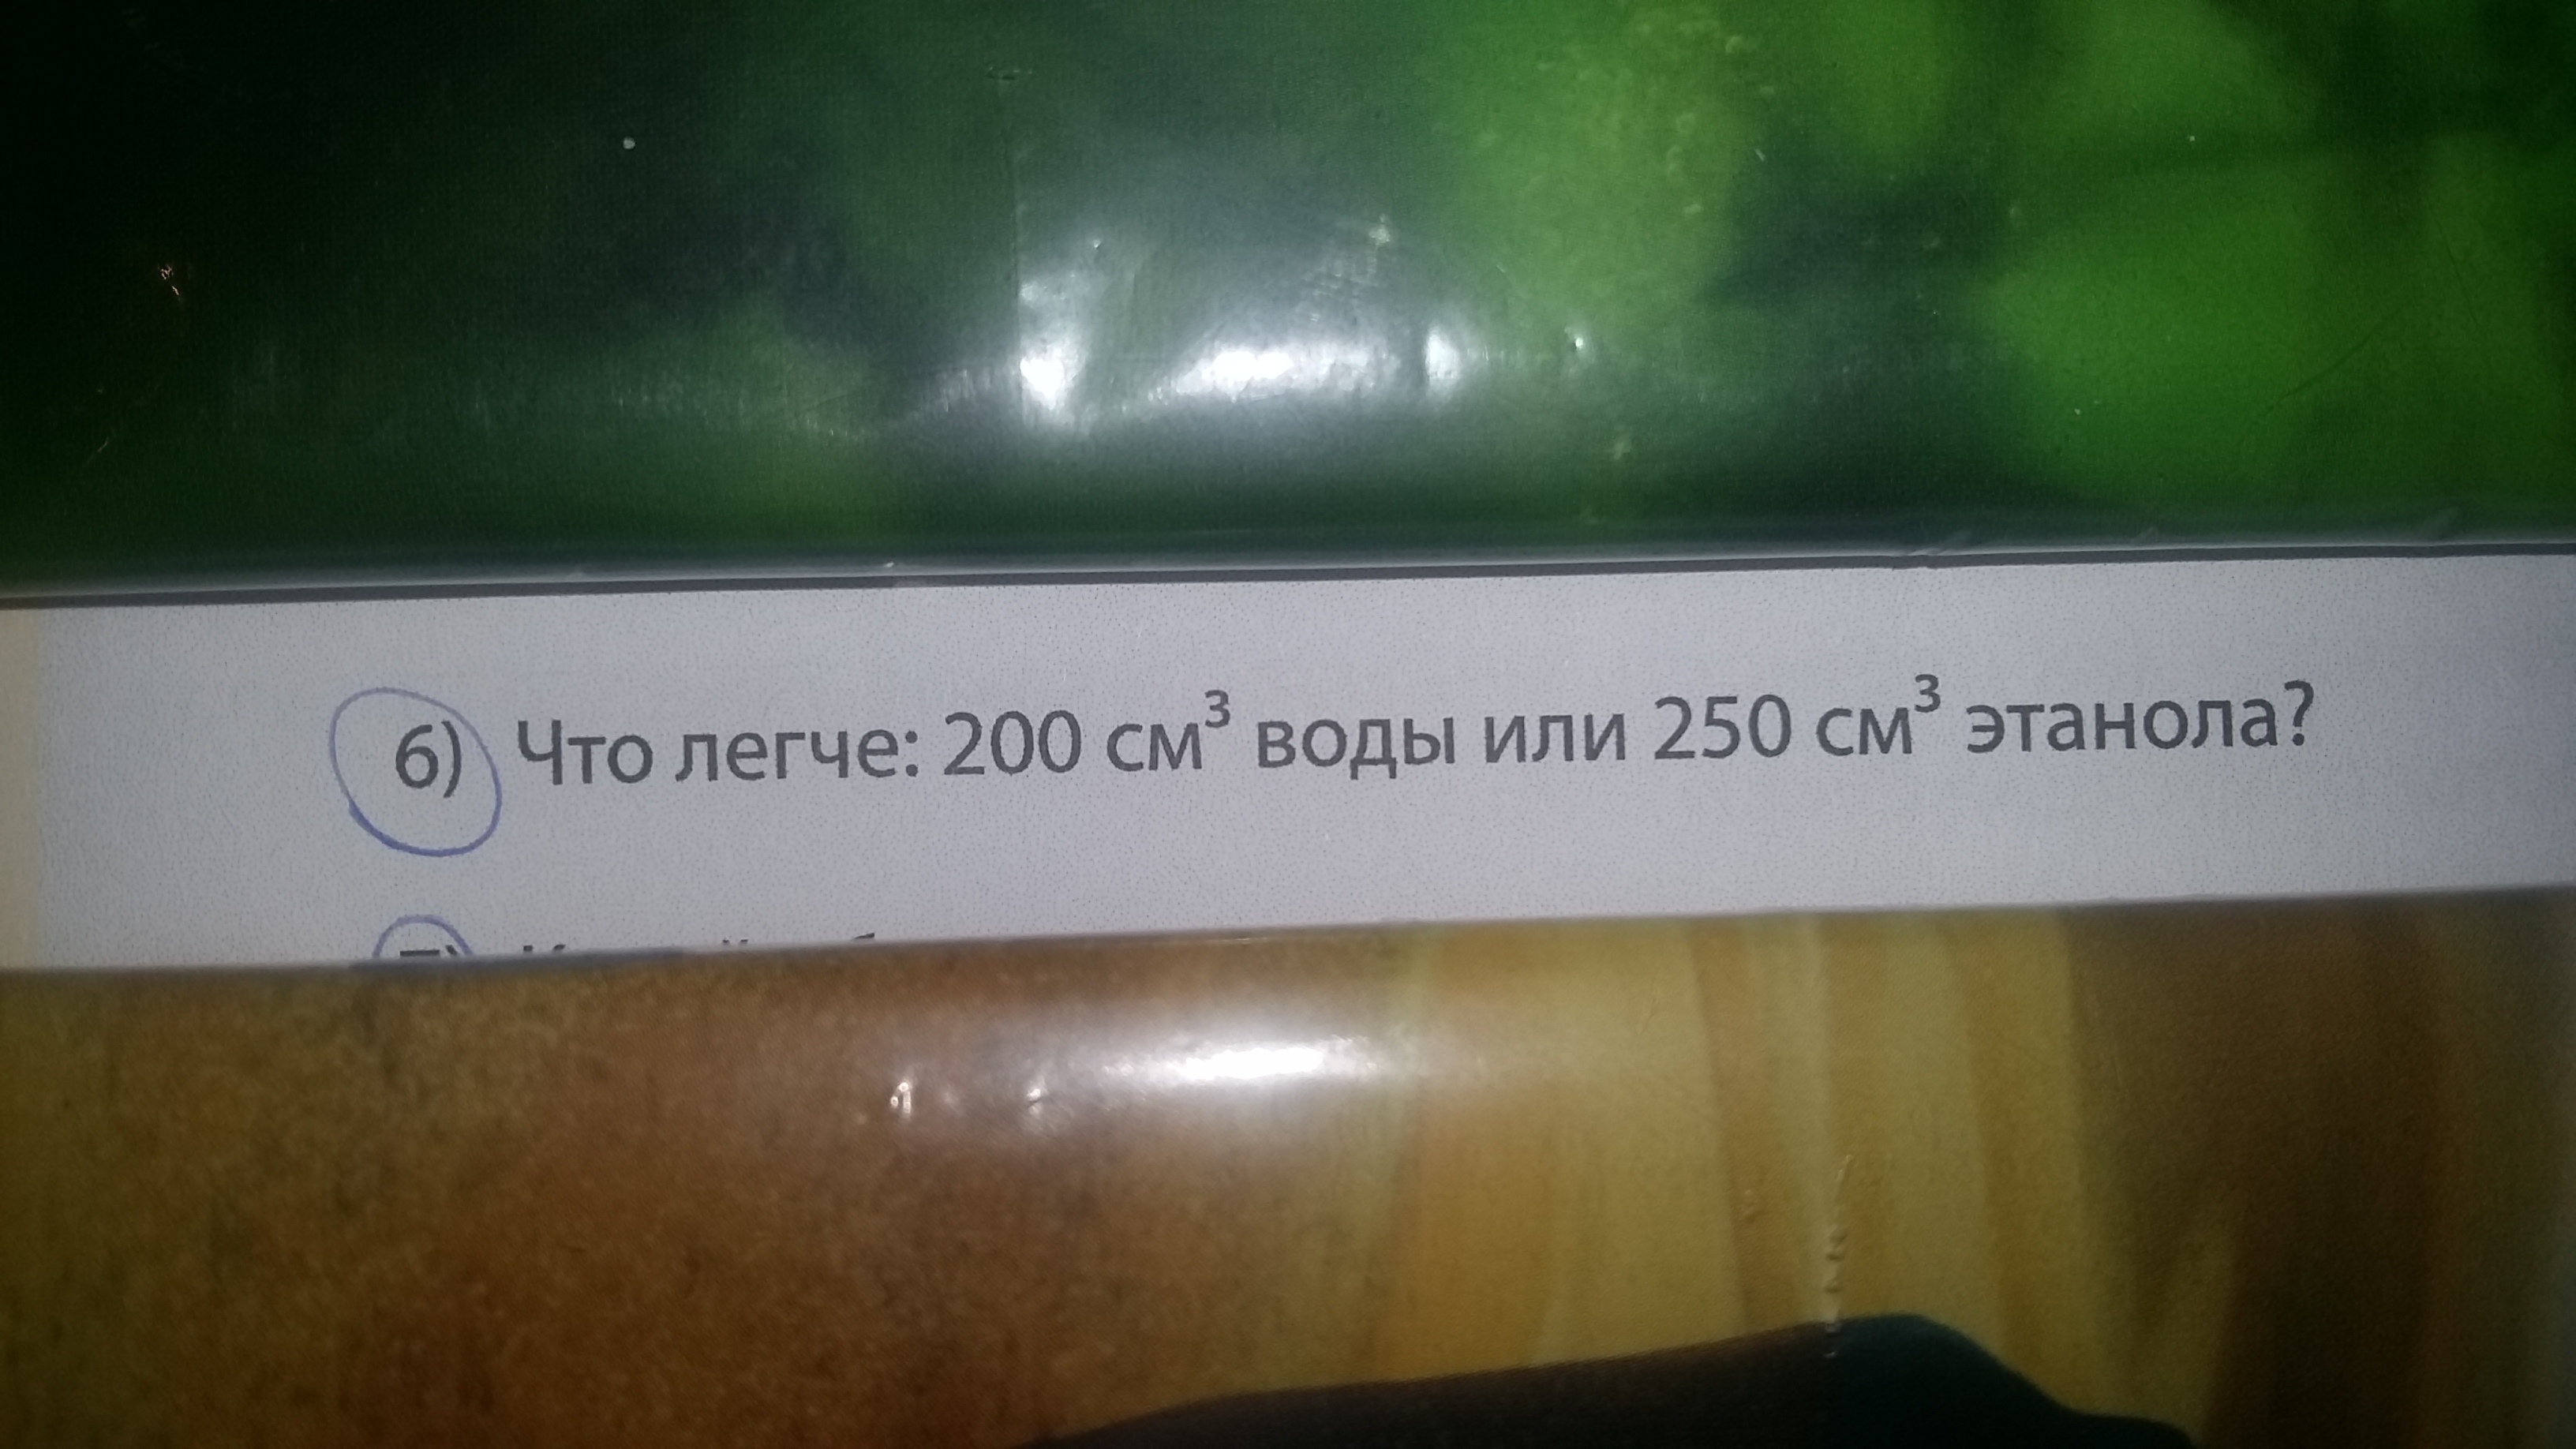 6) Что легче: 200 см³ воды или 250 см³ этанола?